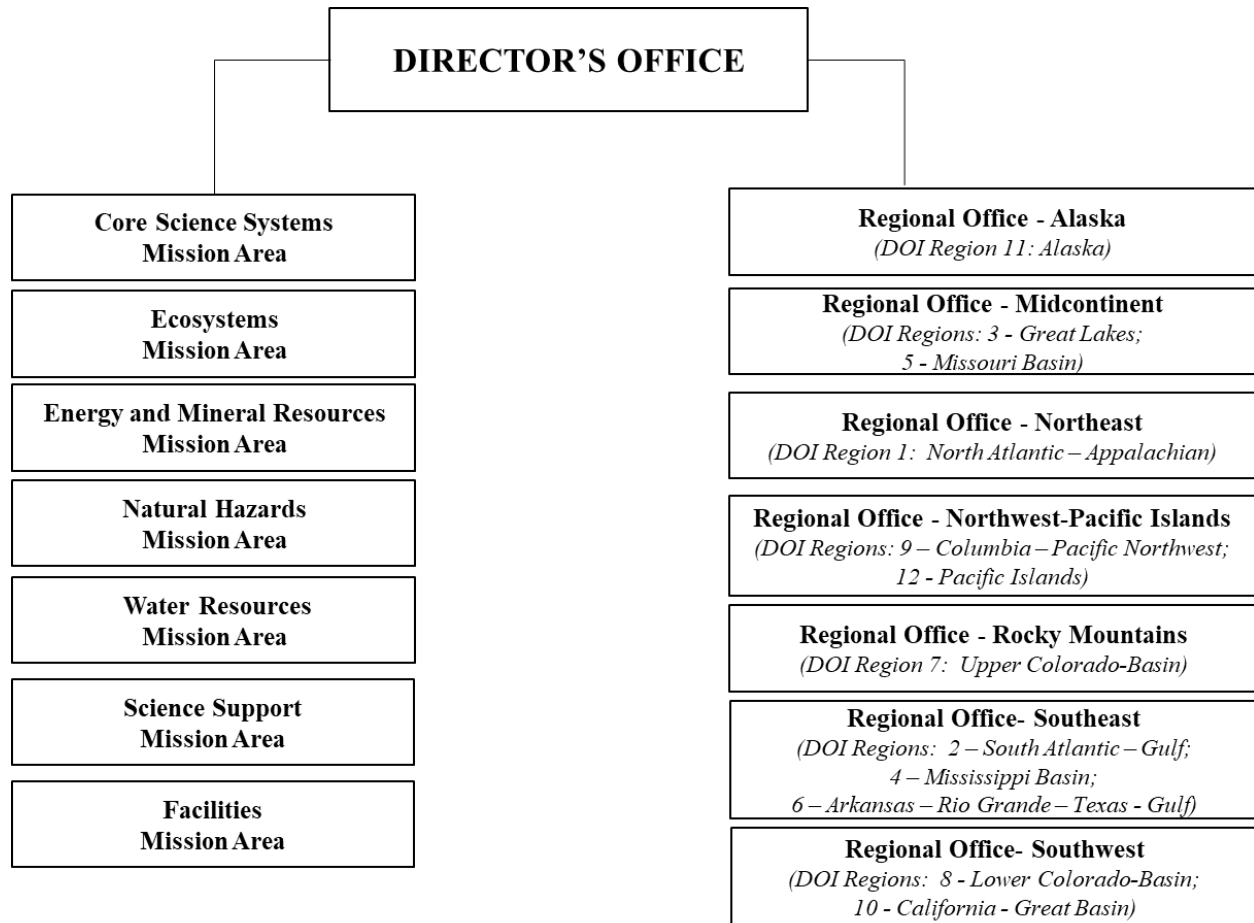 DIRECTOR’S OFFICE
Core Science Systems
Mission Area
Ecosystems
Mission Area
Energy and Mineral Resources
Mission Area
Natural Hazards
Mission Area
Water Resources
Mission Area
Science Support
Mission Area
Facilities
Mission Area
Regional Office - Alaska
(DOI Region 11: Alaska)
Regional Office - Midcontinent
(DOI Regions: 3 - Great Lakes;
5 - Missouri Basin)
Regional Office - Northeast
(DOI Region 1:  North Atlantic – Appalachian)
Regional Office - Northwest-Pacific Islands
(DOI Regions: 9 – Columbia – Pacific Northwest;
12 - Pacific Islands)
Regional Office - Rocky Mountains
(DOI Region 7:  Upper Colorado-Basin)
Regional Office- Southeast
(DOI Regions:  2 – South Atlantic – Gulf;
4 – Mississippi Basin;
6 – Arkansas – Rio Grande – Texas - Gulf)
Regional Office- Southwest
(DOI Regions:  8 - Lower Colorado-Basin;
10 - California - Great Basin)